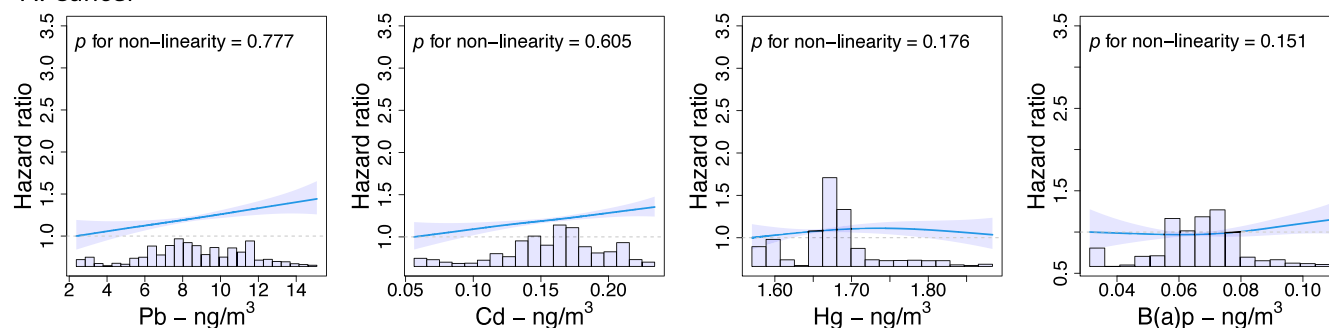 p for non−linearity = 0.777
Hazard ratio
3.5
3.0
2.5
2.0
1.5
1.0
2 4 6 8 10 12 14
Pb − ng/m³
p for non−linearity = 0.605
Hazard ratio
3.5
3.0
2.5
2.0
1.5
1.0
0.05 0.10 0.15 0.20
Cd − ng/m³
p for non−linearity = 0.176
Hazard ratio
3.5
3.0
2.5
2.0
1.5
1.0
1.60 1.70 1.80
Hg − ng/m³
p for non−linearity = 0.151
Hazard ratio
3.5
2.5
1.5
0.5
0.04 0.06 0.08 0.10
B(a)p − ng/m³